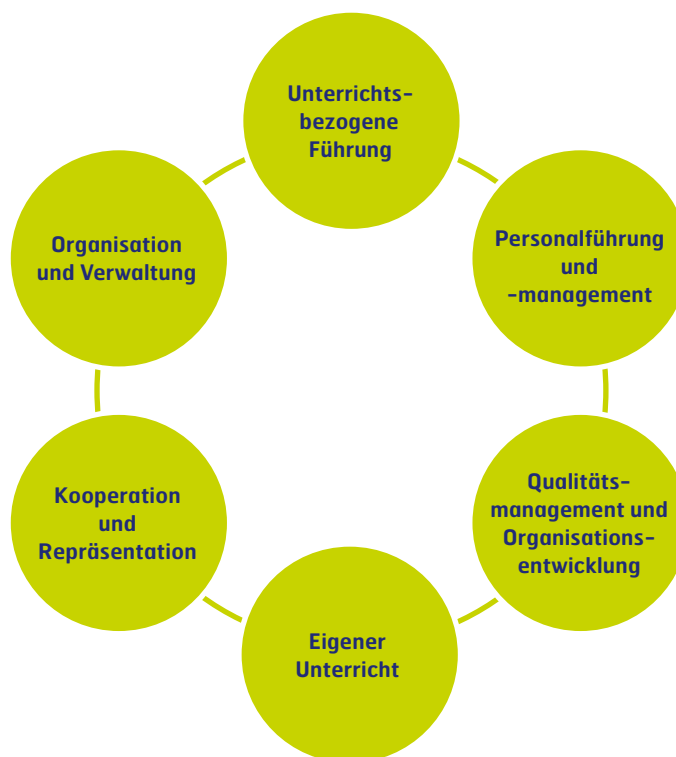 Unterrichts-
bezogene
Führung
Personalführung
und
-management
Qualitäts-
management und
Organisations-
entwicklung
Eigener
Unterricht
Kooperation
und
Repräsentation
Organisation
und Verwaltung